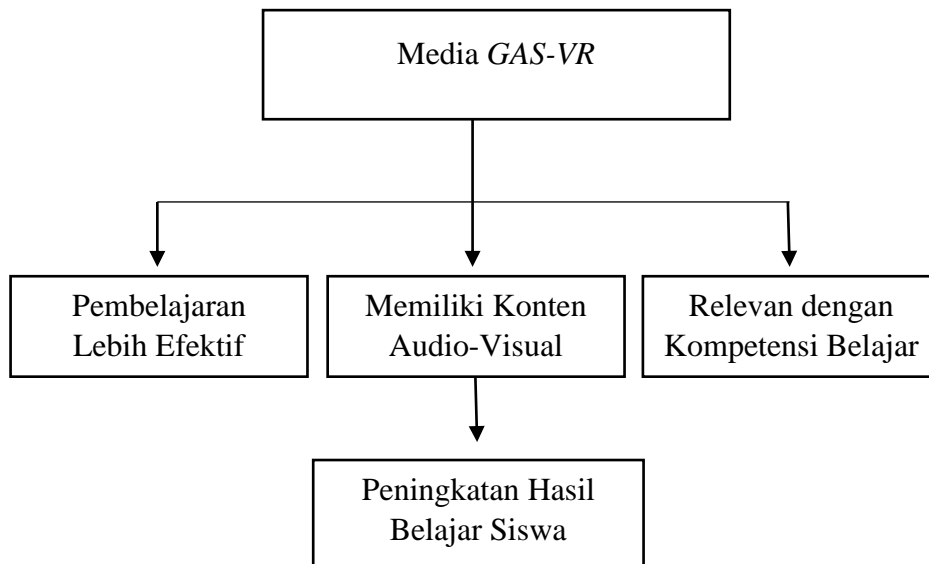 Media GAS-VR
Pembelajaran
Lebih Efektif
Memiliki Konten
Audio-Visual
Relevan dengan
Kompetensi Belajar
Peningkatan Hasil
Belajar Siswa